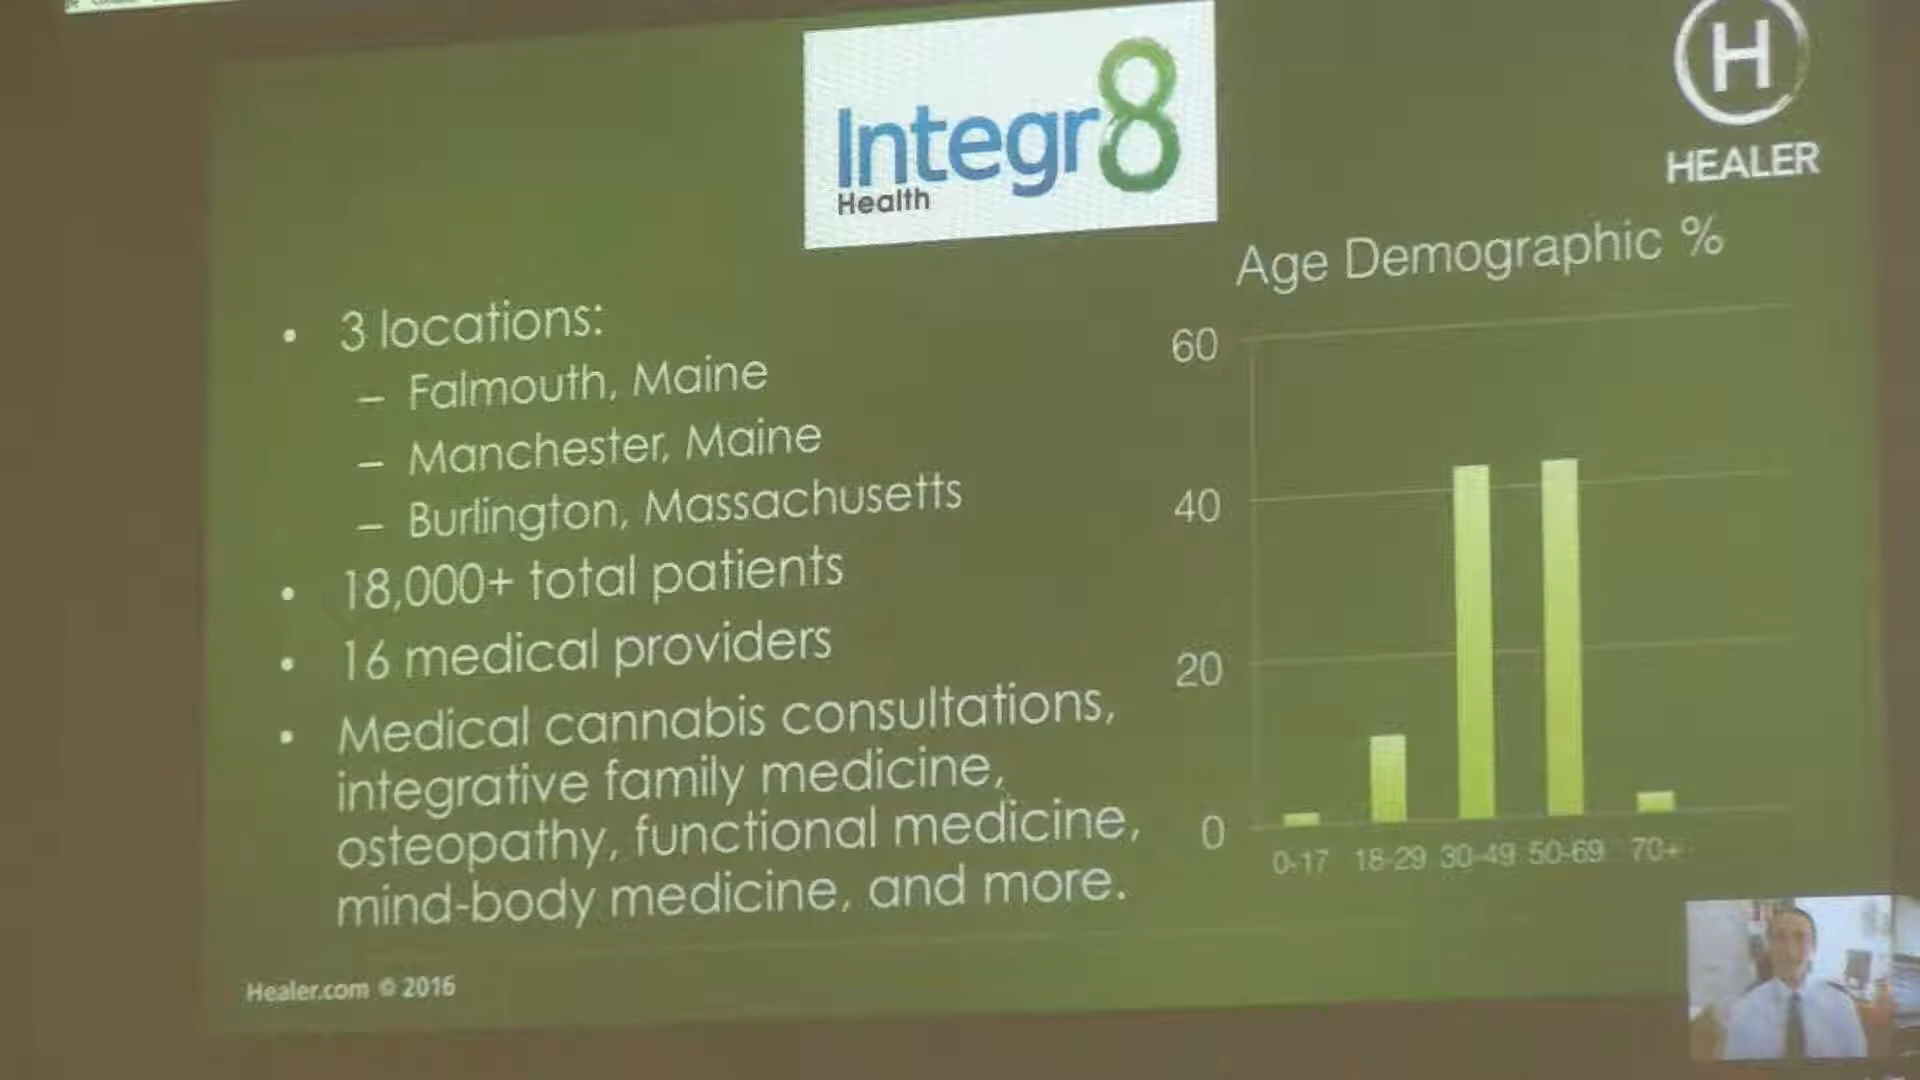 Integr8
Health
H
HEALER
Age Demographic %
• 3 locations:
– Falmouth, Maine
– Manchester, Maine
– Burlington, Massachusetts
• 18,000+ total patients
• 16 medical providers
• Medical cannabis consultations,
integrative family medicine,
osteopathy, functional medicine,
mind-body medicine, and more.
60
40
20
0
0-17 18-29 30-49 50-69 70+
Healer.com © 2016